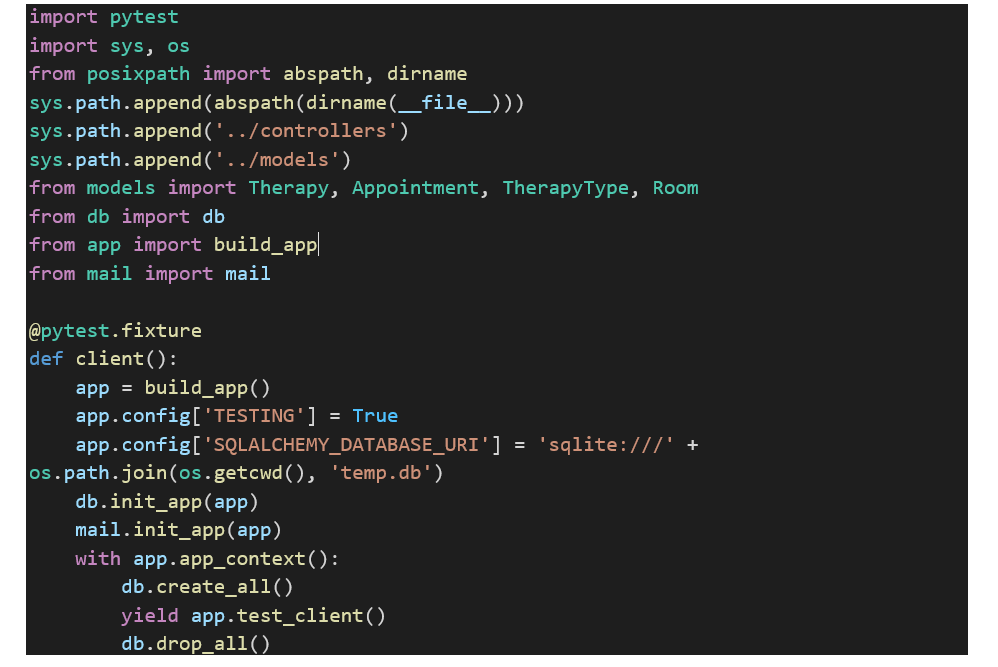 import pytest
import sys, os
from posixpath import abspath, dirname
sys.path.append(abspath(dirname(__file__)))
sys.path.append('../controllers')
sys.path.append('../models')
from models import Therapy, Appointment, TherapyType, Room
from db import db
from app import build_app
from mail import mail

@pytest.fixture
def client():
    app = build_app()
    app.config['TESTING'] = True
    app.config['SQLALCHEMY_DATABASE_URI'] = 'sqlite:///' +
os.path.join(os.getcwd(), 'temp.db')
    db.init_app(app)
    mail.init_app(app)
    with app.app_context():
        db.create_all()
        yield app.test_client()
        db.drop_all()